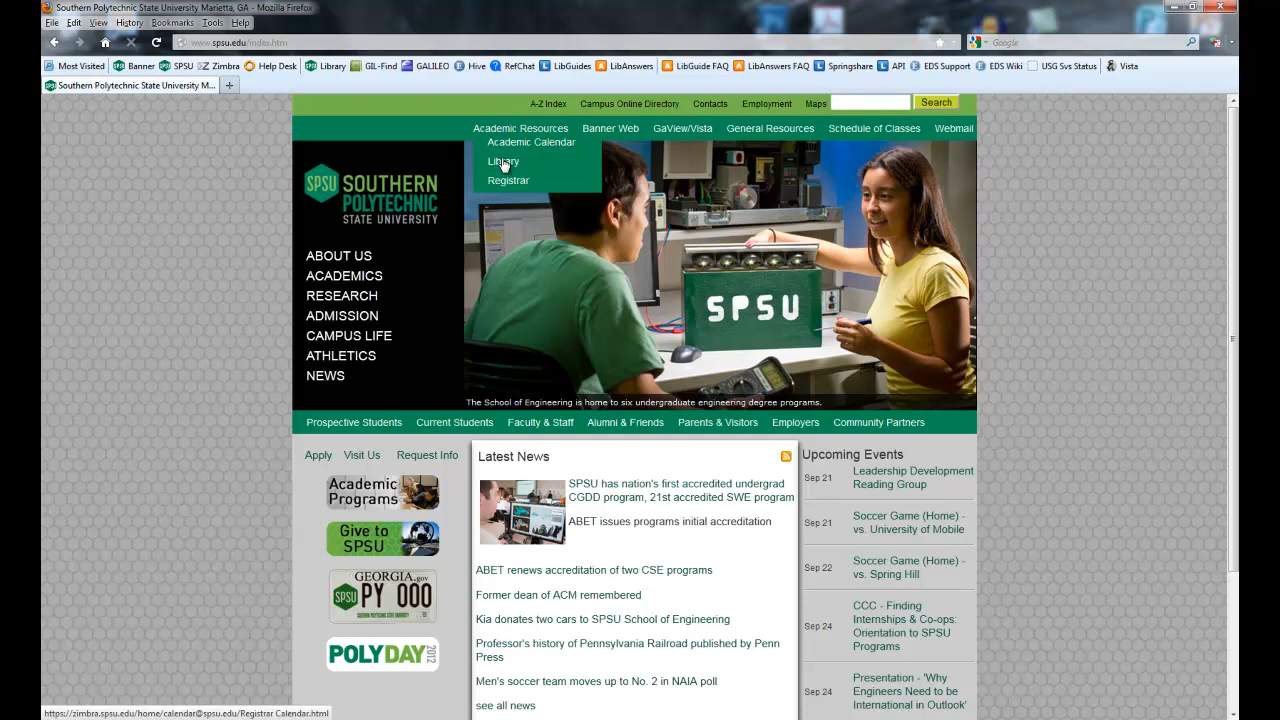 Southern Polytechnic State University Marietta, GA - Mozilla Firefox
File Edit View History Bookmarks Tools Help
www.spsu.edu/index.htm
Google
Most Visited Banner SPSU Zimbra Help Desk Library GIL-Find GALILEO Hive RefChat LibGuides LibAnswers LibGuide FAQ LibAnswers FAQ Springshare API EDS Support EDS Wiki USG Svs Status Vista
Southern Polytechnic State University M...
A-Z Index Campus Online Directory Contacts Employment Maps Search
Academic Resources Banner Web GaView/Vista General Resources Schedule of Classes Webmail
Academic Calendar
Library
Registrar
SPSU SOUTHERN
POLYTECHNIC
STATE UNIVERSITY
SPSU
ABOUT US
ACADEMICS
RESEARCH
ADMISSION
CAMPUS LIFE
ATHLETICS
NEWS
The School of Engineering is home to six undergraduate engineering degree programs.
Prospective Students Current Students Faculty & Staff Alumni & Friends Parents & Visitors Employers Community Partners
Apply Visit Us Request Info
Academic
Programs
Give to
SPSU
GEORGIA.gov
SPSU PY 000
SOUTHERN POLYTECHNIC STATE UNIVERSITY
POLYDAY 2012
Latest News
SPSU has nation's first accredited undergrad
CGDD program, 21st accredited SWE program
ABET issues programs initial accreditation
ABET renews accreditation of two CSE programs
Former dean of ACM remembered
Kia donates two cars to SPSU School of Engineering
Professor's history of Pennsylvania Railroad published by Penn
Press
Men's soccer team moves up to No. 2 in NAIA poll
see all news
Upcoming Events
Sep 21 Leadership Development
Reading Group
Sep 21 Soccer Game (Home) -
vs. University of Mobile
Sep 22 Soccer Game (Home) -
vs. Spring Hill
Sep 24 CCC - Finding
Internships & Co-ops:
Orientation to SPSU
Programs
Sep 24 Presentation - 'Why
Engineers Need to be
International in Outlook'
https://zimbra.spsu.edu/home/calendar@spsu.edu/Registrar Calendar.html